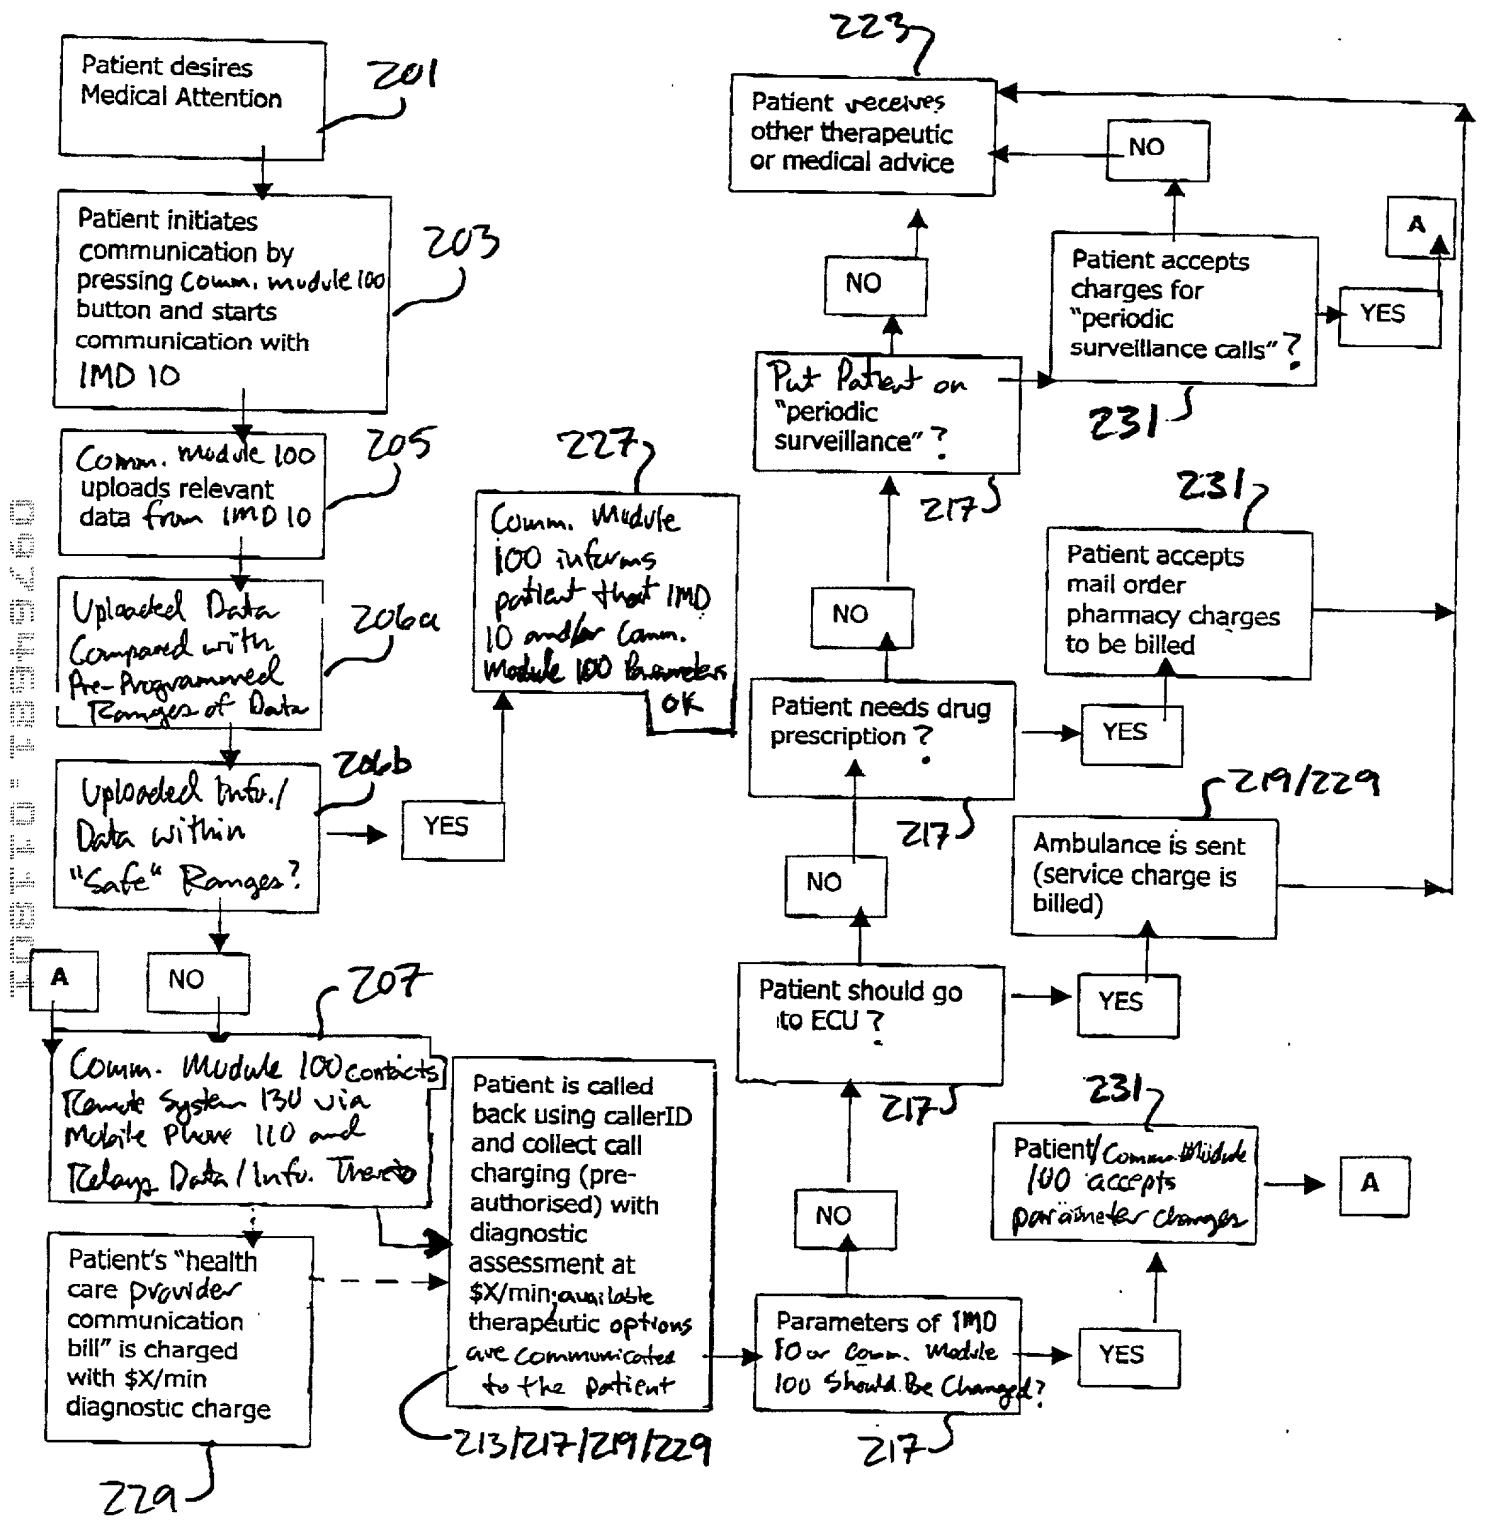 Patient desires
Medical Attention
201
Patient initiates
communication by
pressing Comm. module 100
button and starts
communication with
IMD 10
203
Comm. Module 100
uploads relevant
data from IMD 10
205
Uploaded Data
Compared with
Pre-Programmed
Ranges of Data
206a
Uploaded Info./
Data within
"Safe" Ranges?
206b
YES
227
Comm. Module
100 informs
patient that IMD
10 and/or Comm.
Module 100 Parameters
OK
A
NO
207
Comm. Module 100 contacts
Remote System 130 via
Mobile Phone 110 and
Relays Data/Info. Thereto
Patient's "health
care provider
communication
bill" is charged
with $X/min
diagnostic charge
229
Patient is called
back using callerID
and collect call
charging (pre-
authorised) with
diagnostic
assessment at
$X/min; available
therapeutic options
are communicated
to the patient
213/217/219/229
223
Patient receives
other therapeutic
or medical advice
NO
NO
A
Patient accepts
charges for
"periodic
surveillance calls"?
YES
231
Put Patient on
"periodic
surveillance"?
217
231
Patient accepts
mail order
pharmacy charges
to be billed
NO
Patient needs drug
prescription?
YES
217
219/229
Ambulance is sent
(service charge is
billed)
NO
Patient should go
to ECU?
YES
217
231
Patient/Comm. Module
100 accepts
parameter changes
A
NO
Parameters of IMD
10 or Comm. Module
100 Should Be Changed?
YES
217